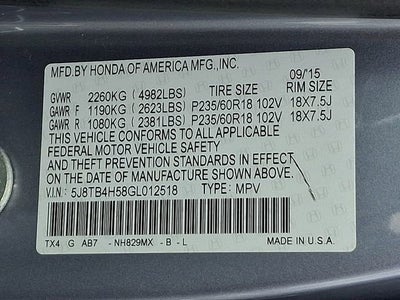 MFD.BY HONDA OF AMERICA MFG.,INC.
09/15
TIRE SIZE RIM SIZE
GVWR 2260KG (4982LBS)
GAWR F 1190KG (2623LBS) P235/60R18 102V 18X7.5J
GAWR R 1080KG (2381LBS) P235/60R18 102V 18X7.5J
THIS VEHICLE CONFORMS TO ALL APPLICABLE
FEDERAL MOTOR VEHICLE SAFETY
AND THEFT PREVENTION STANDARDS IN EFFECT
ON THE DATE OF MANUFACTURE SHOWN ABOVE.
V.I.N: 5J8TB4H58GL012518 TYPE: MPV
TX4 G AB7 -NH829MX -B-L MADE IN U.S.A.